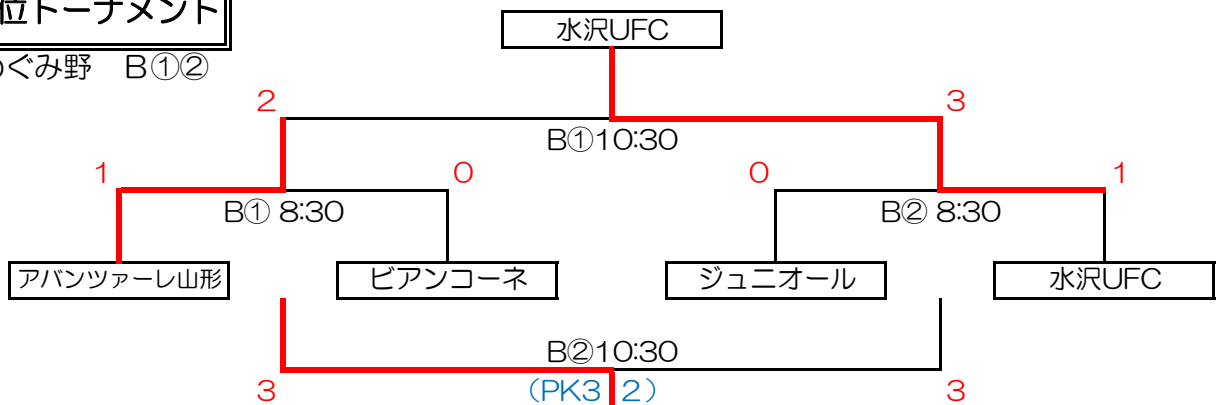 位トーナメント
ぐみ野 B①②
水沢UFC
2 3
B①10:30
1 0 0 1
B① 8:30 B② 8:30
アバンツァーレ山形 ビアンコーネ ジュニオール 水沢UFC
B②10:30
3 (PK3 2) 3